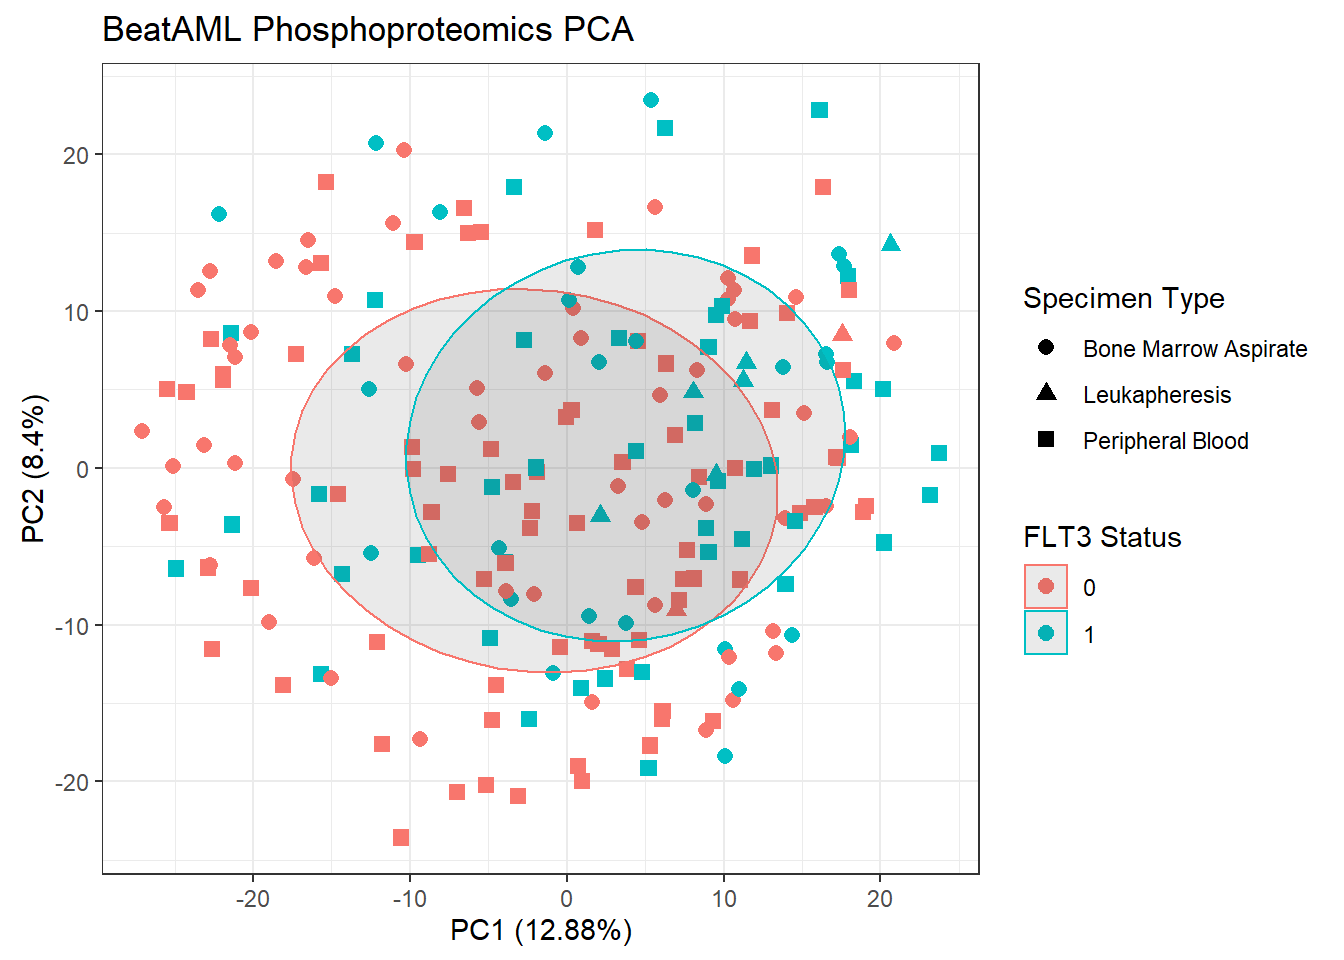 BeatAML Phosphoproteomics PCA
20
10
0
-10
-20
PC2 (8.4%)
-20
-10
0
10
20
PC1 (12.88%)
Specimen Type
Bone Marrow Aspirate
Leukapheresis
Peripheral Blood
FLT3 Status
0
1